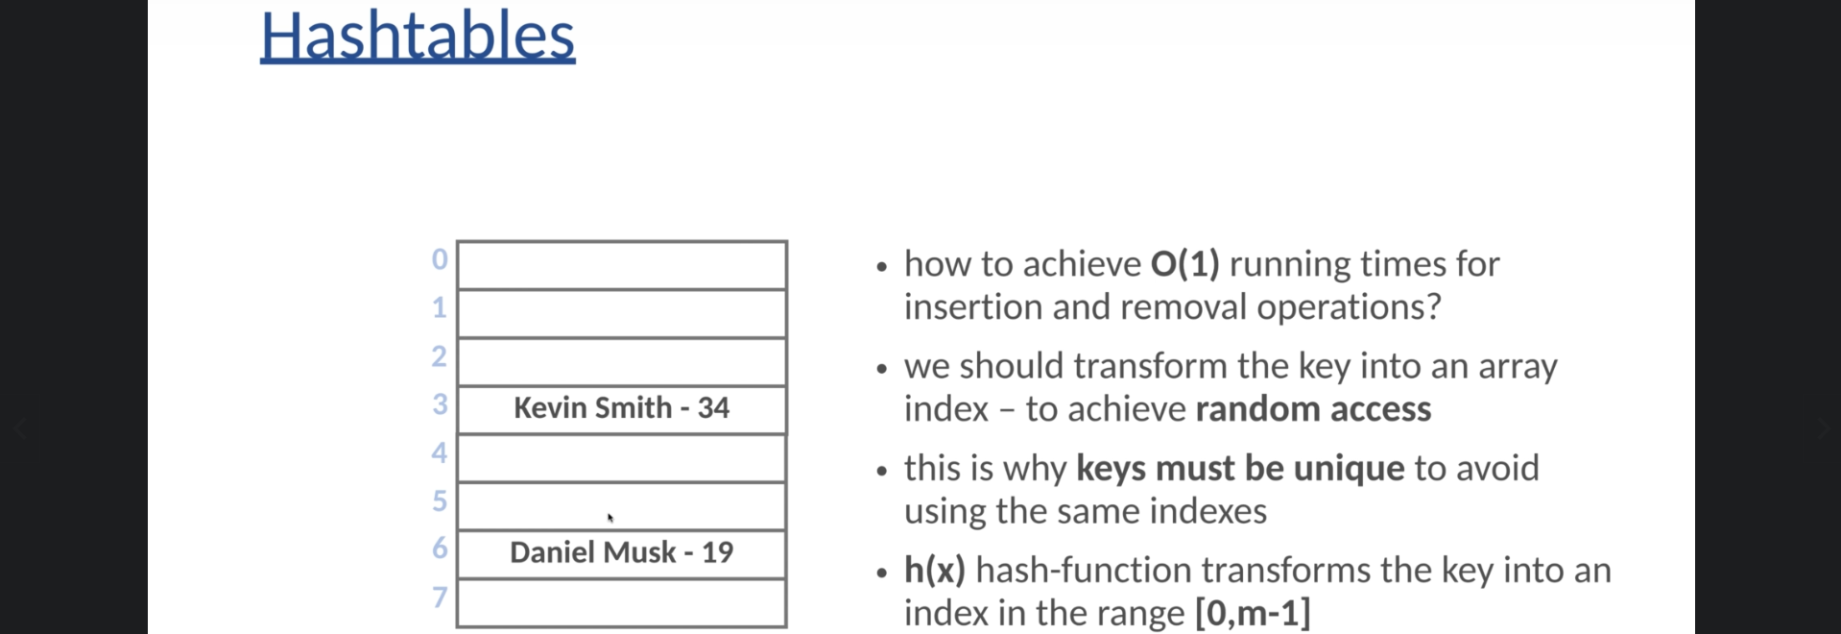 Hashtables
0
1
2
3 Kevin Smith - 34
4
5
6 Daniel Musk - 19
7
• how to achieve O(1) running times for
insertion and removal operations?
• we should transform the key into an array
index – to achieve random access
• this is why keys must be unique to avoid
using the same indexes
• h(x) hash-function transforms the key into an
index in the range [0,m-1]